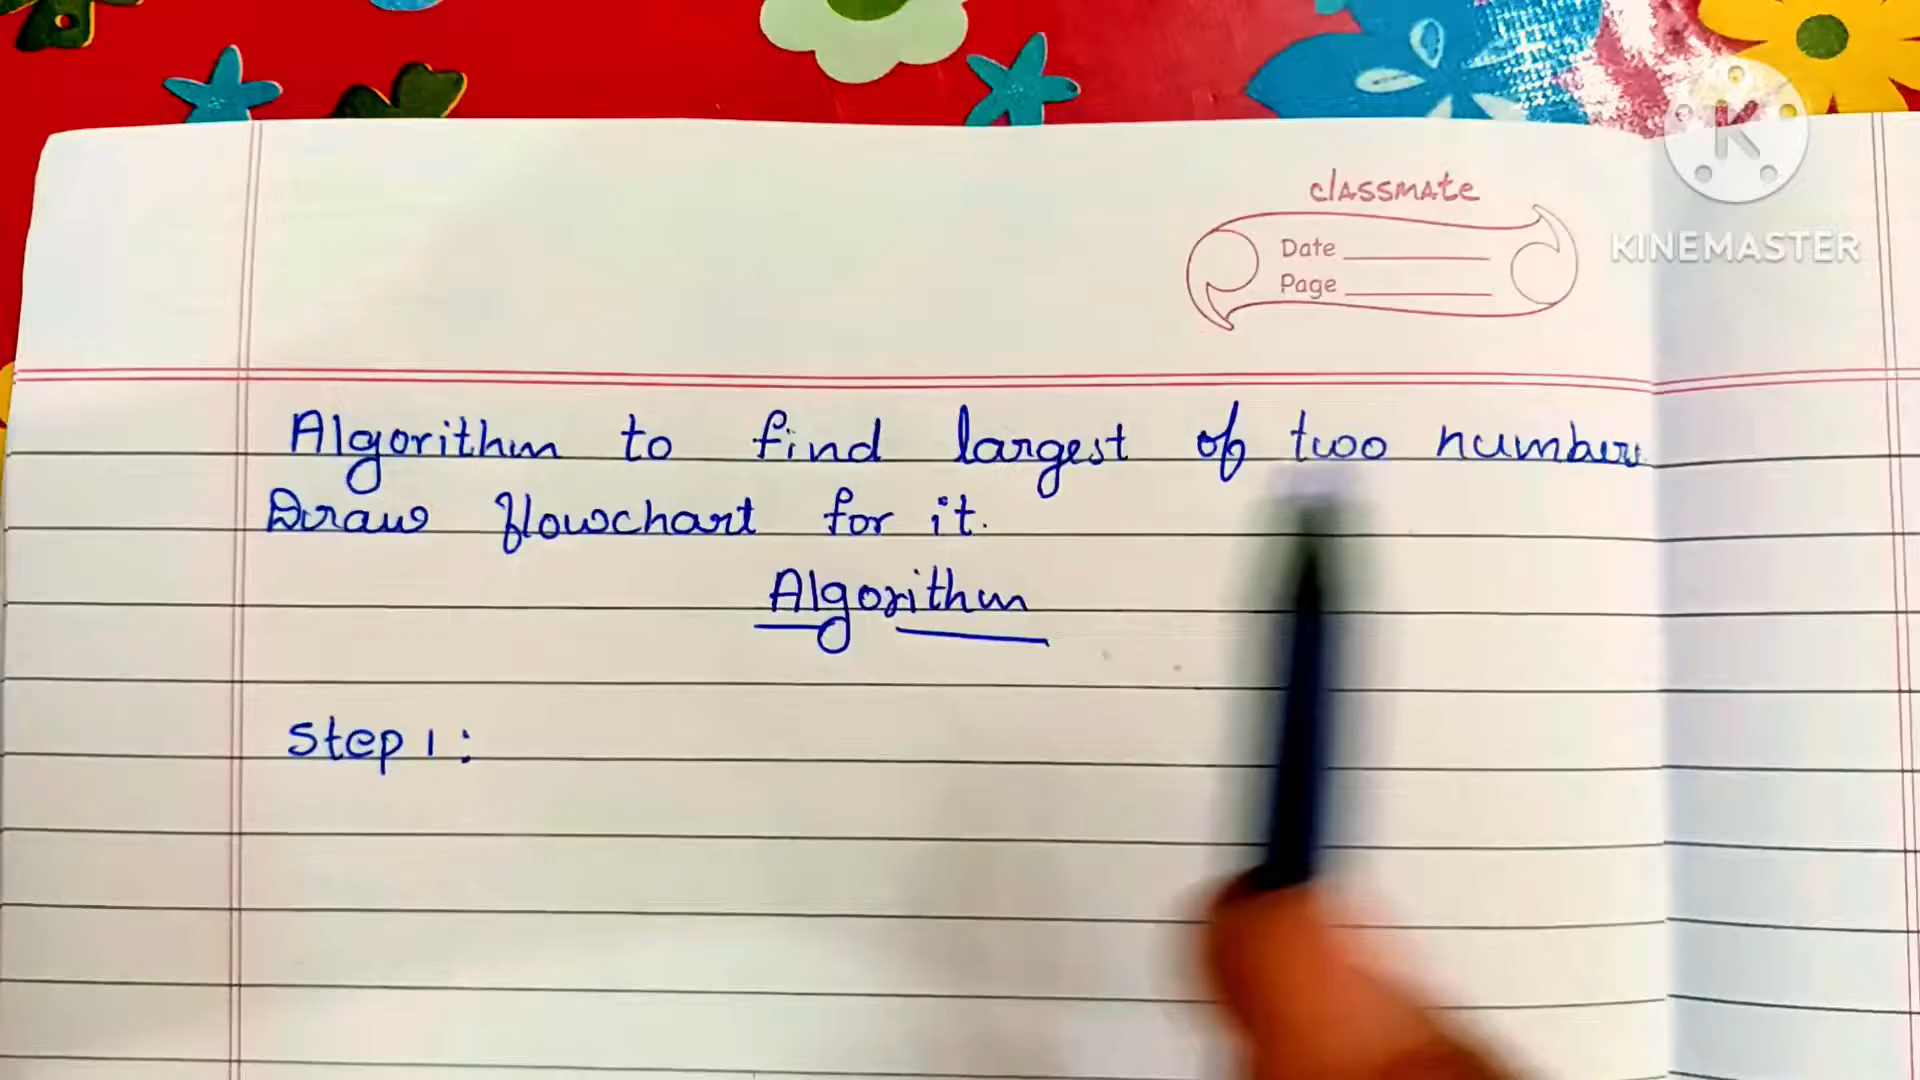 classmate
Date
Page
K
KINEMASTER
Algorithm to find largest of two numbers
Draw flowchart for it.
Algorithm
Step 1 :